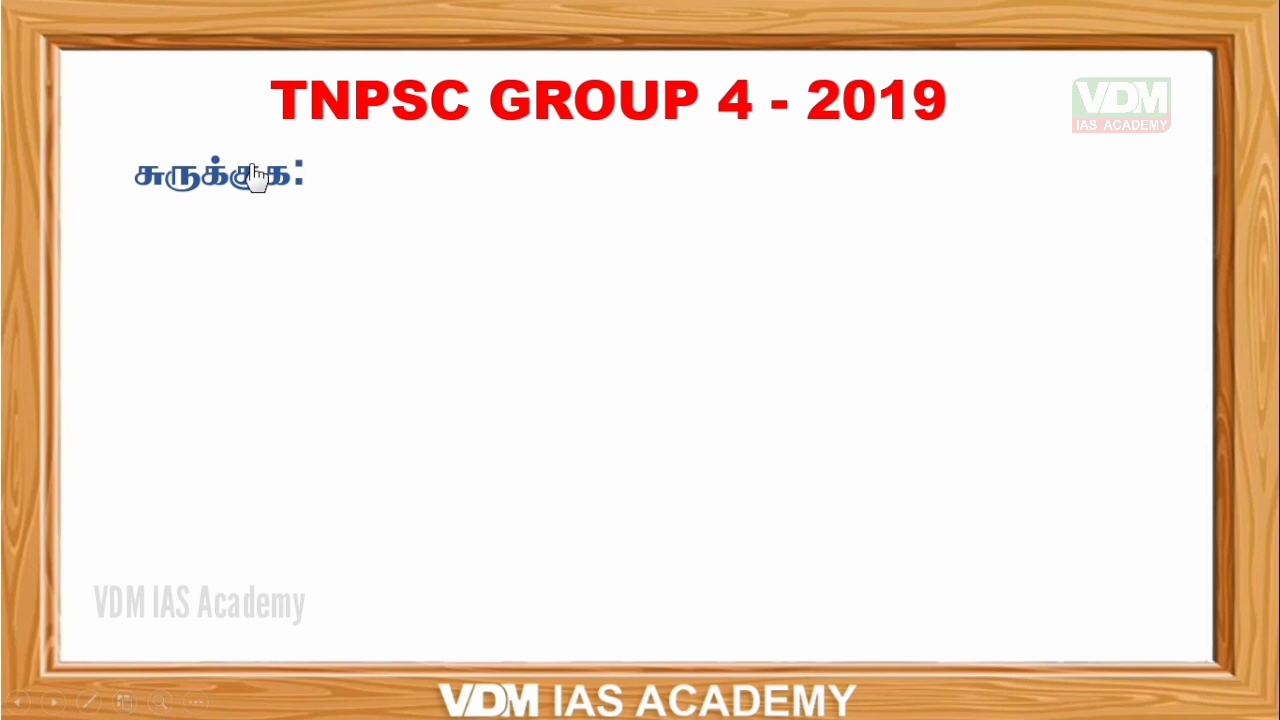 TNPSC GROUP 4 - 2019
VDM
IAS ACADEMY
சுருக்குக:
VDM IAS Academy
VDM IAS ACADEMY